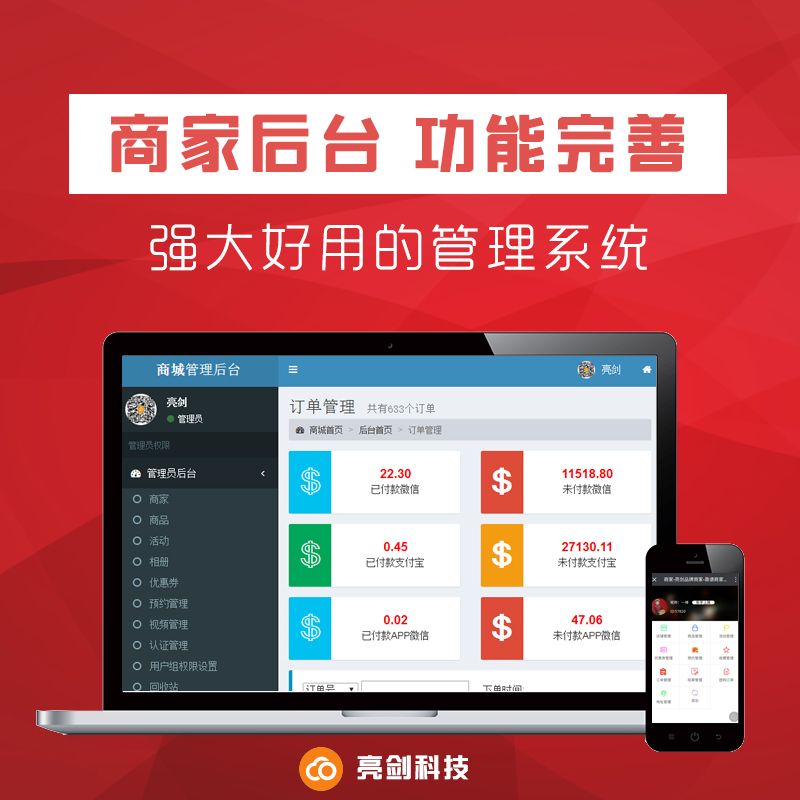 商家后台 功能完善
强大好用的管理系统
商城管理后台
亮剑
亮剑
管理员
管理员权限
管理员后台
商家
商品
活动
相册
优惠券
预约管理
视频管理
认证管理
用户组权限设置
回收站
订单管理 共有633个订单
商城首页 > 后台首页 > 订单管理
22.30
已付款微信
11518.80
未付款微信
0.45
已付款支付宝
27130.11
未付款支付宝
0.02
已付款APP微信
47.06
未付款APP微信
订单号
下单时间:
亮剑科技